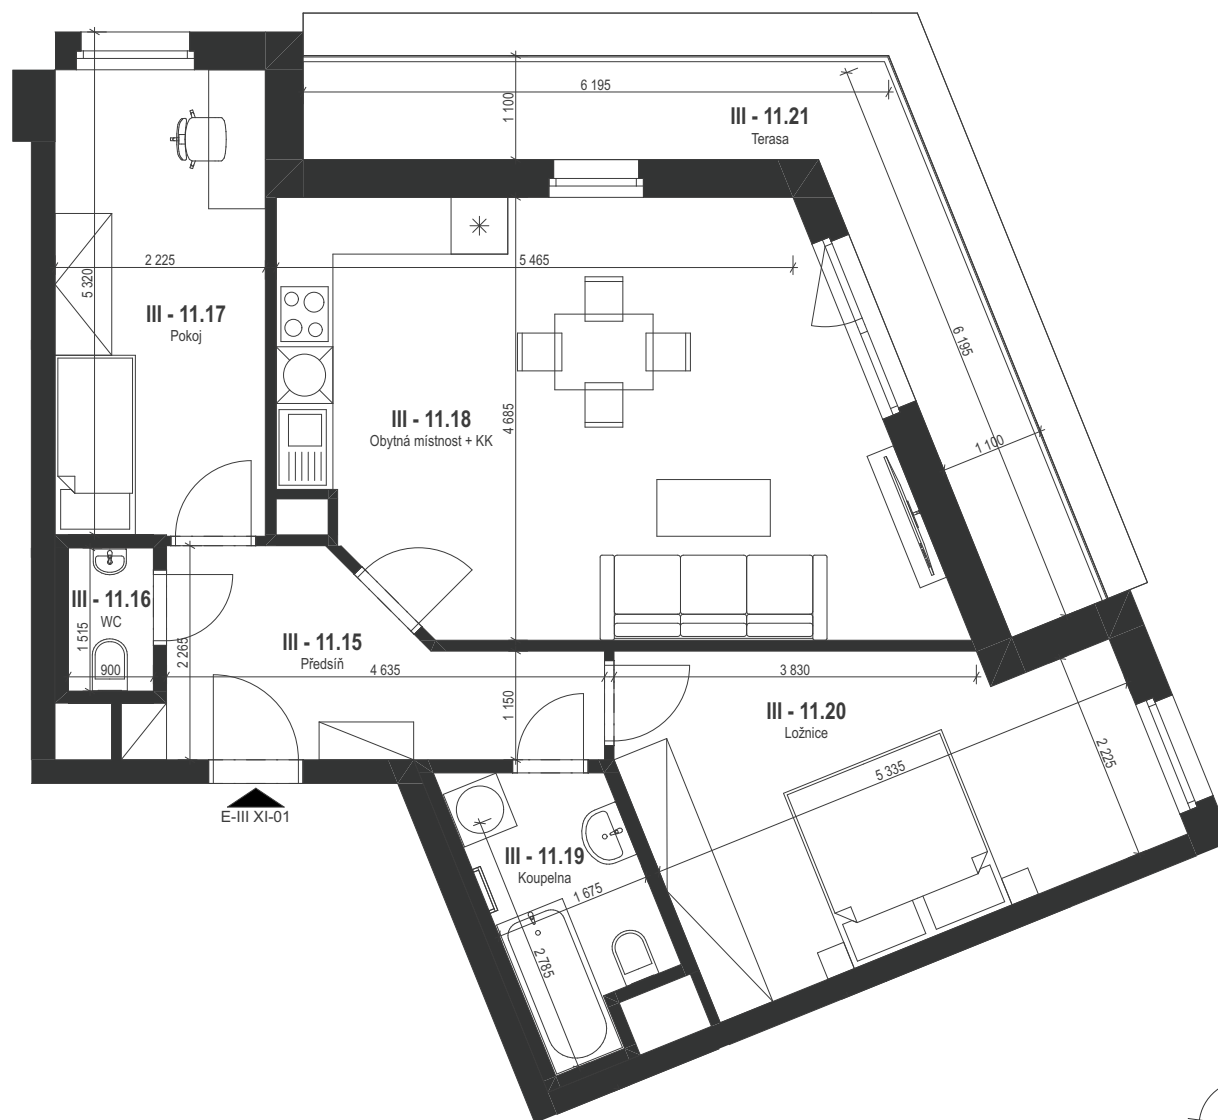 6 195
1 100
III - 11.21
Terasa
2 225
5 320
5 465
III - 11.17
Pokoj
6 195
III - 11.18
Obytná místnost + KK
4 685
1 100
III - 11.16
WC
1 515
900
2 265
III - 11.15
Předsíň
4 635
1 150
3 830
III - 11.20
Ložnice
2 225
5 335
E-III XI-01
III - 11.19
Koupelna
1 675
2 785